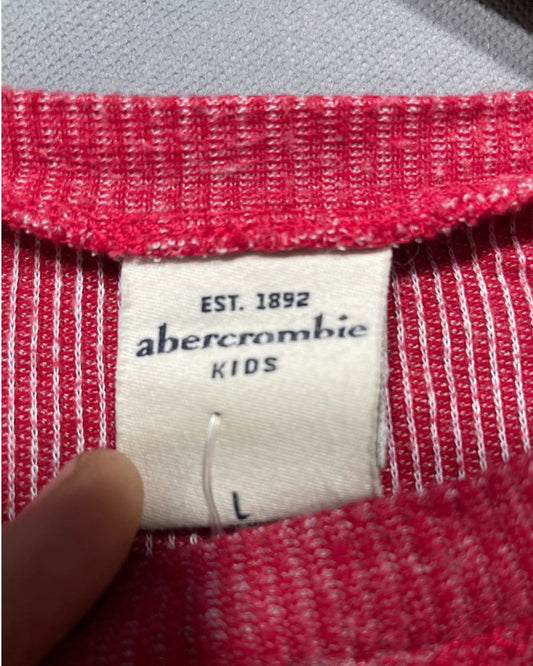 EST. 1892
abercrombie
KIDS
L